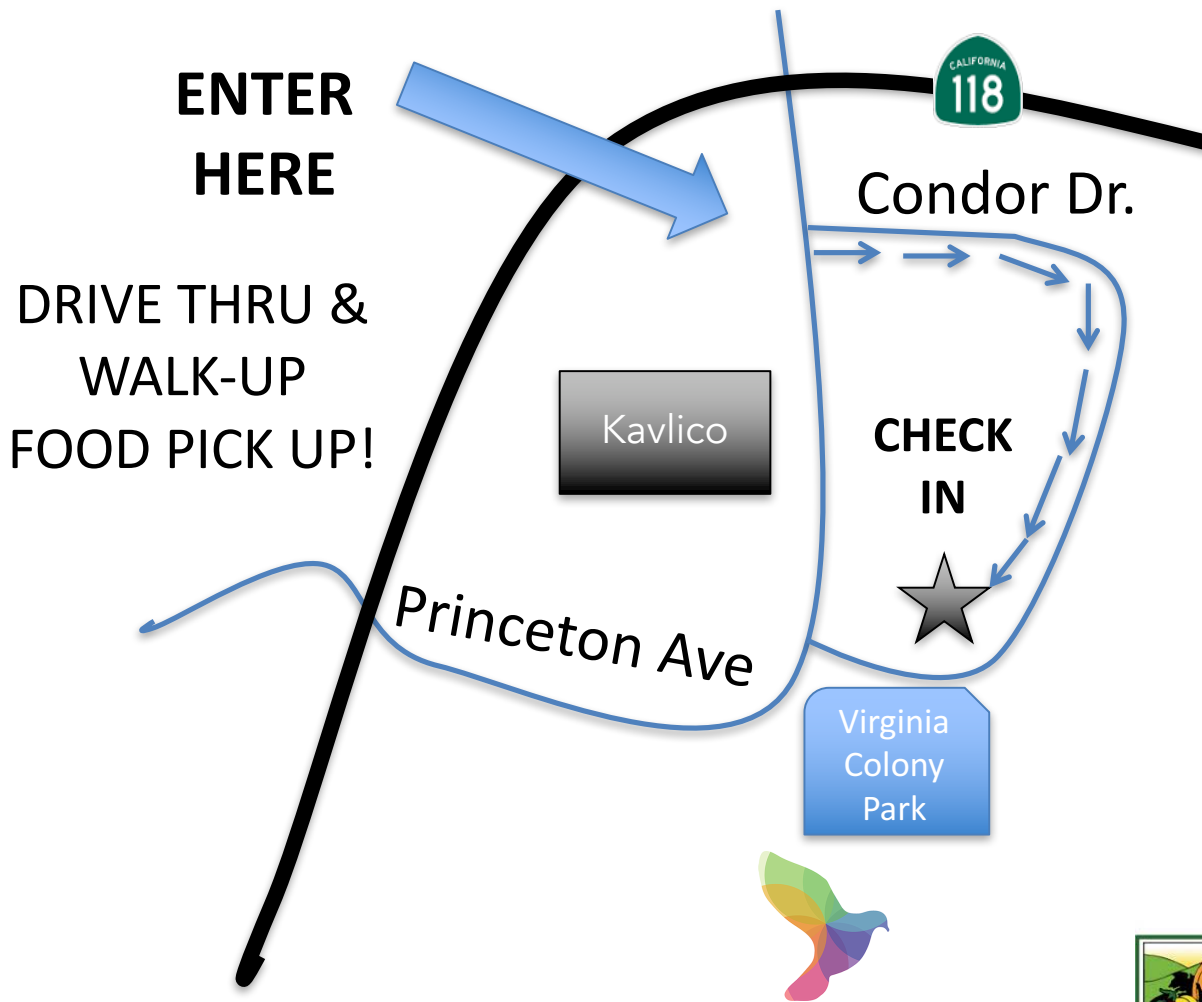 ENTER
HERE
DRIVE THRU &
WALK-UP
FOOD PICK UP!
CALIFORNIA
118
Condor Dr.
Kavlico
CHECK
IN
Princeton Ave
Virginia
Colony
Park